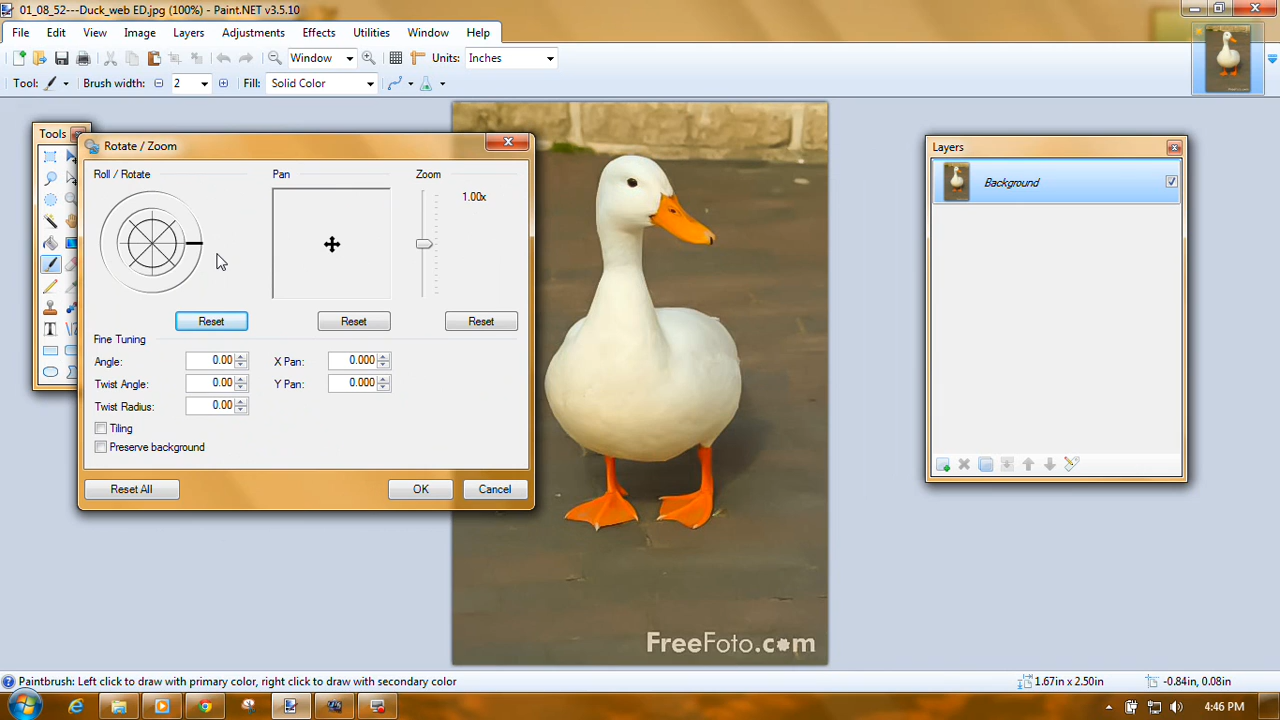 01_08_52---Duck_web ED.jpg (100%) - Paint.NET v3.5.10
File Edit View Image Layers Adjustments Effects Utilities Window Help
Window Units: Inches
Tool: Brush width: 2 Fill: Solid Color
Tools
Rotate / Zoom
Roll / Rotate Pan Zoom
1.00x
Reset Reset Reset
Fine Tuning
Angle: 0.00 X Pan: 0.000
Twist Angle: 0.00 Y Pan: 0.000
Twist Radius: 0.00
Tiling
Preserve background
Reset All OK Cancel
Layers
Background
FreeFoto.com
Paintbrush: Left click to draw with primary color, right click to draw with secondary color 1.67in x 2.50in -0.84in, 0.08in
4:46 PM